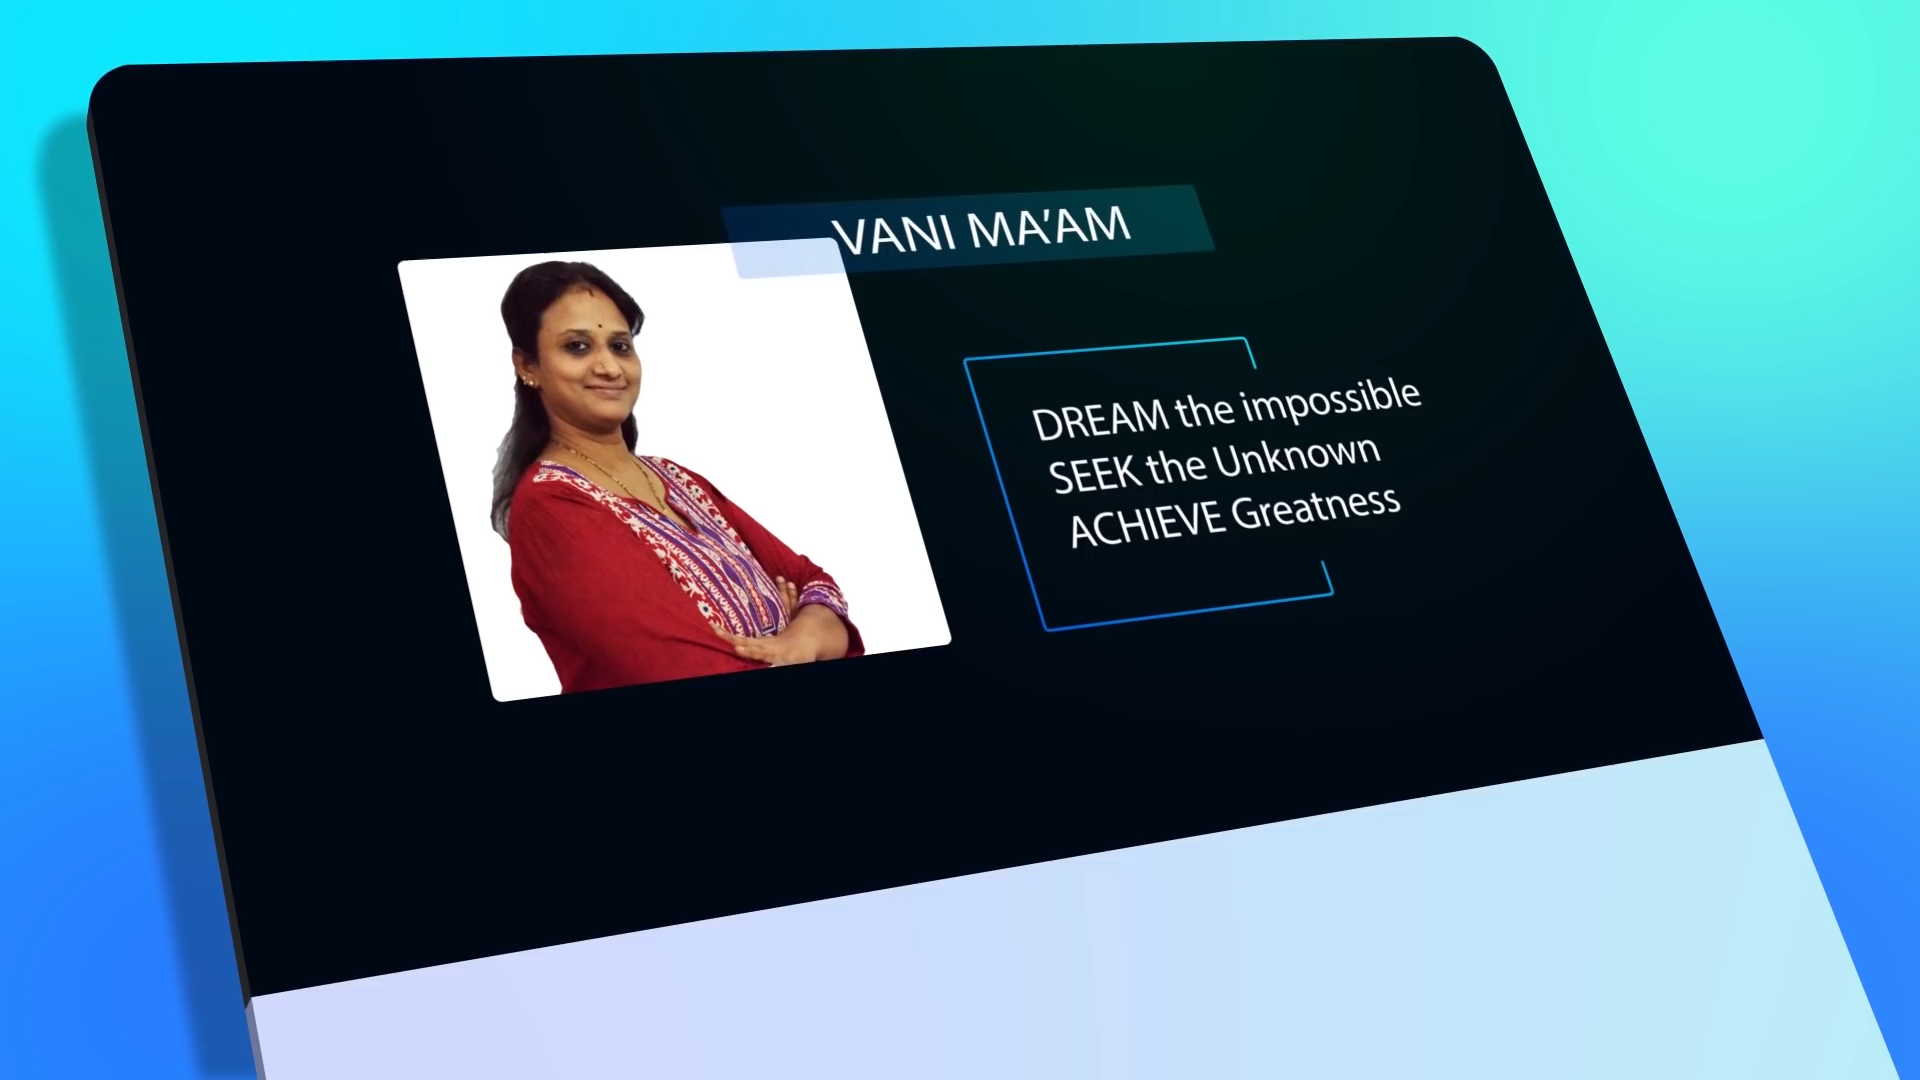 VANI MA'AM
DREAM the impossible
SEEK the Unknown
ACHIEVE Greatness